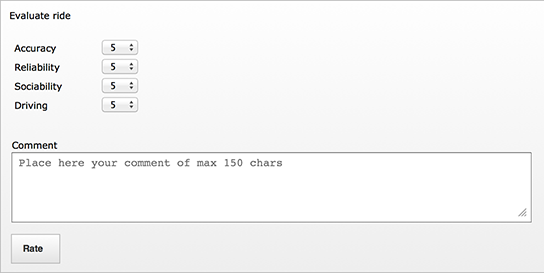 Evaluate ride
Accuracy 5
Reliability 5
Sociability 5
Driving 5
Comment
Place here your comment of max 150 chars
Rate